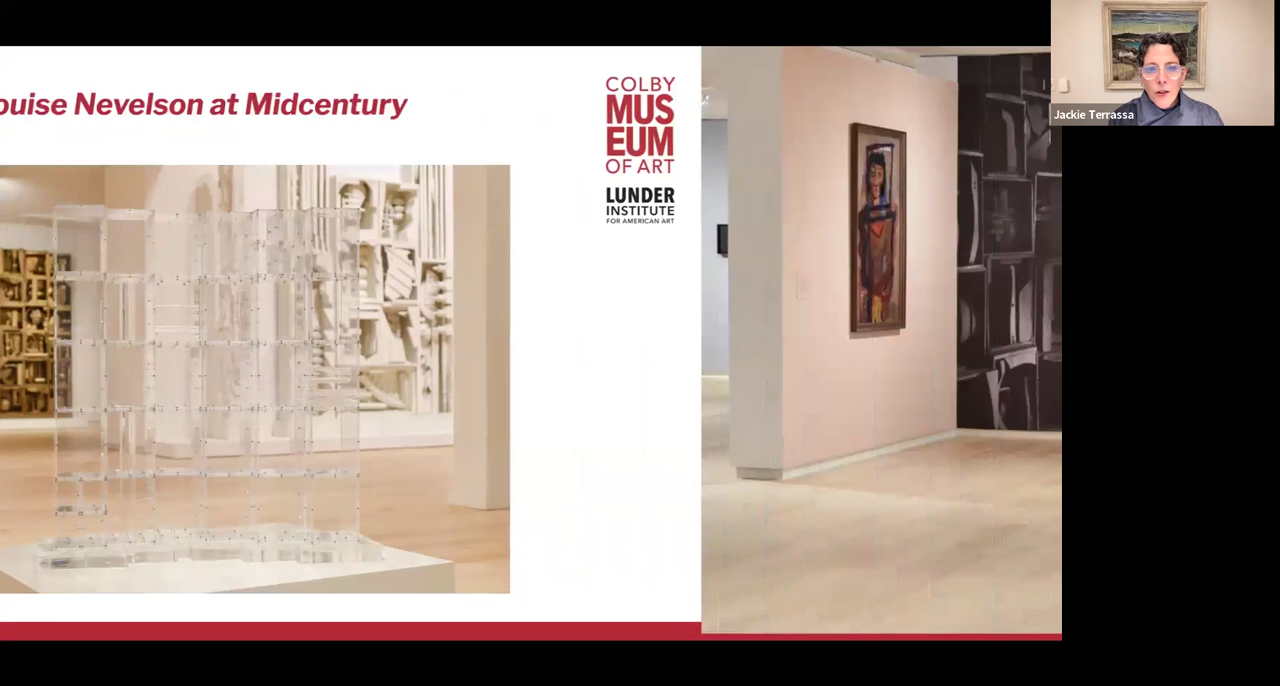 ouise Nevelson at Midcentury
COLBY
MUS
EUM
OF ART
LUNDER
INSTITUTE
FOR AMERICAN ART
Jackie Terrassa